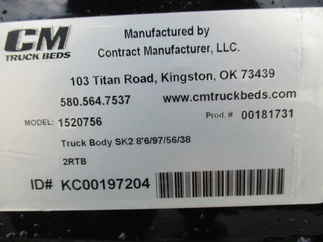 CM
TRUCK BEDS
Manufactured by
Contract Manufacturer, LLC.
103 Titan Road, Kingston, OK 73439
580.564.7537 www.cmtruckbeds.com
MODEL: 1520756 Prod.# 00181731
Truck Body SK2 8'6/97/56/38
2RTB
ID# KC00197204